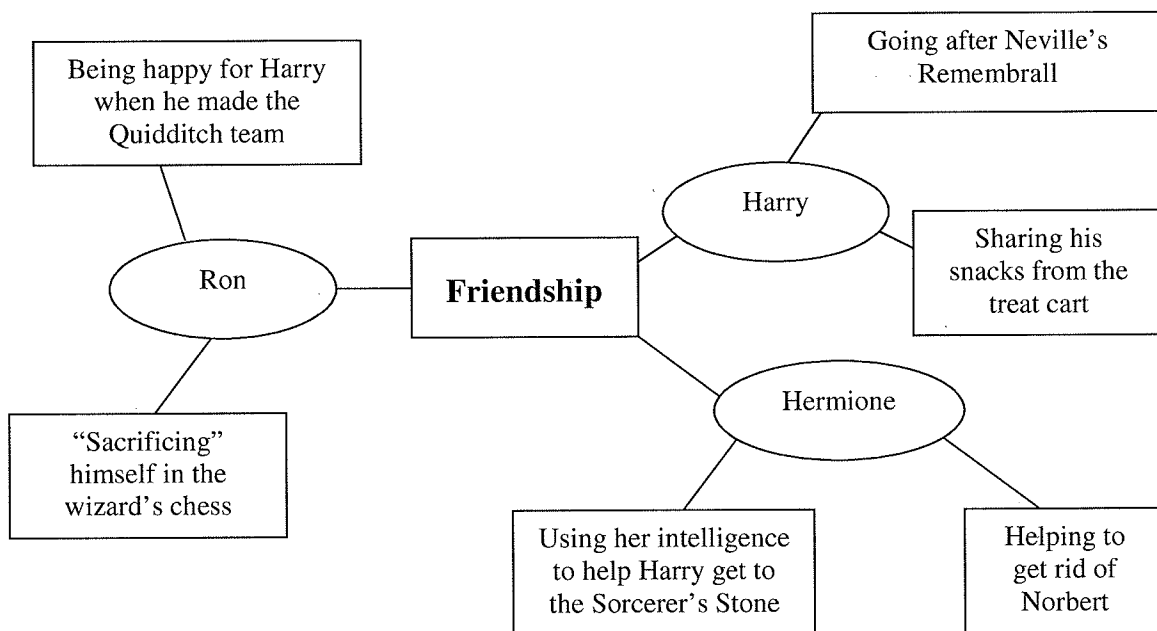 Being happy for Harry
when he made the
Quidditch team
Going after Neville's
Remembrall
Harry
Sharing his
snacks from the
treat cart
Ron
Friendship
Hermione
“Sacrificing”
himself in the
wizard's chess
Using her intelligence
to help Harry get to
the Sorcerer's Stone
Helping to
get rid of
Norbert